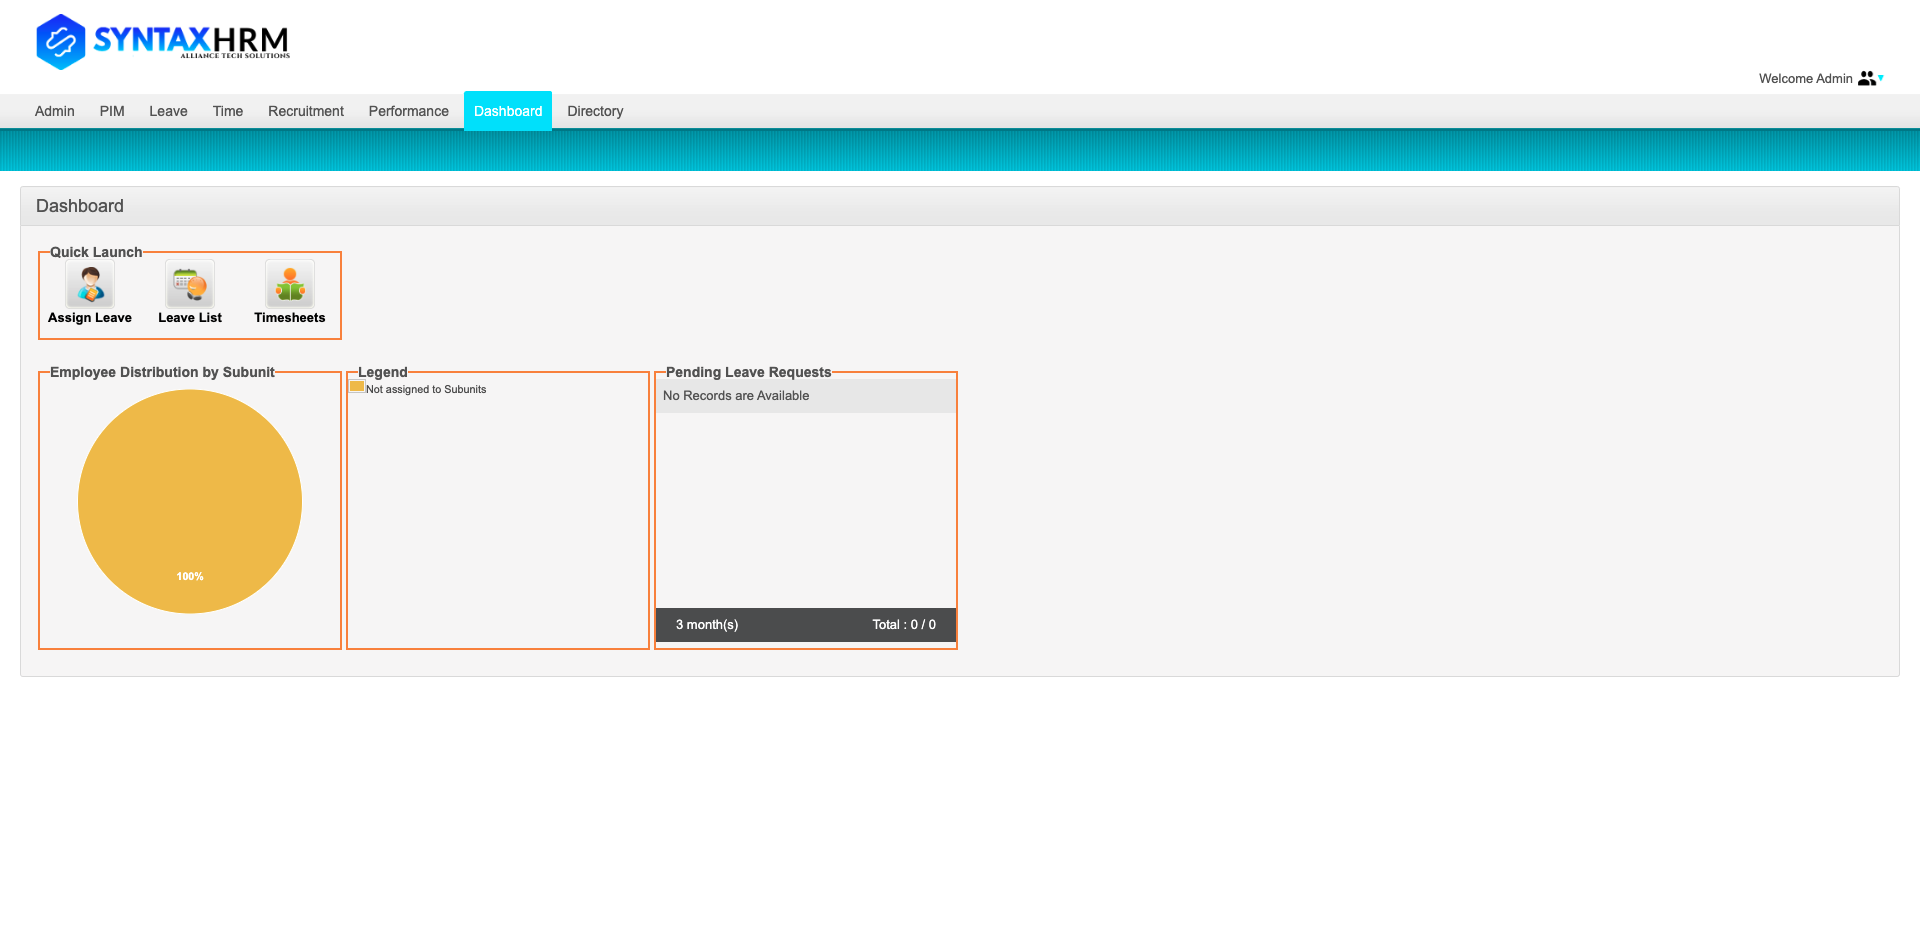 SYNTAXHRM
ALLIANCE TECH SOLUTIONS
Welcome Admin
Admin PIM Leave Time Recruitment Performance Dashboard Directory
Dashboard
Quick Launch
Assign Leave Leave List Timesheets
Employee Distribution by Subunit
100%
Legend
Not assigned to Subunits
Pending Leave Requests
No Records are Available
3 month(s) Total : 0 / 0